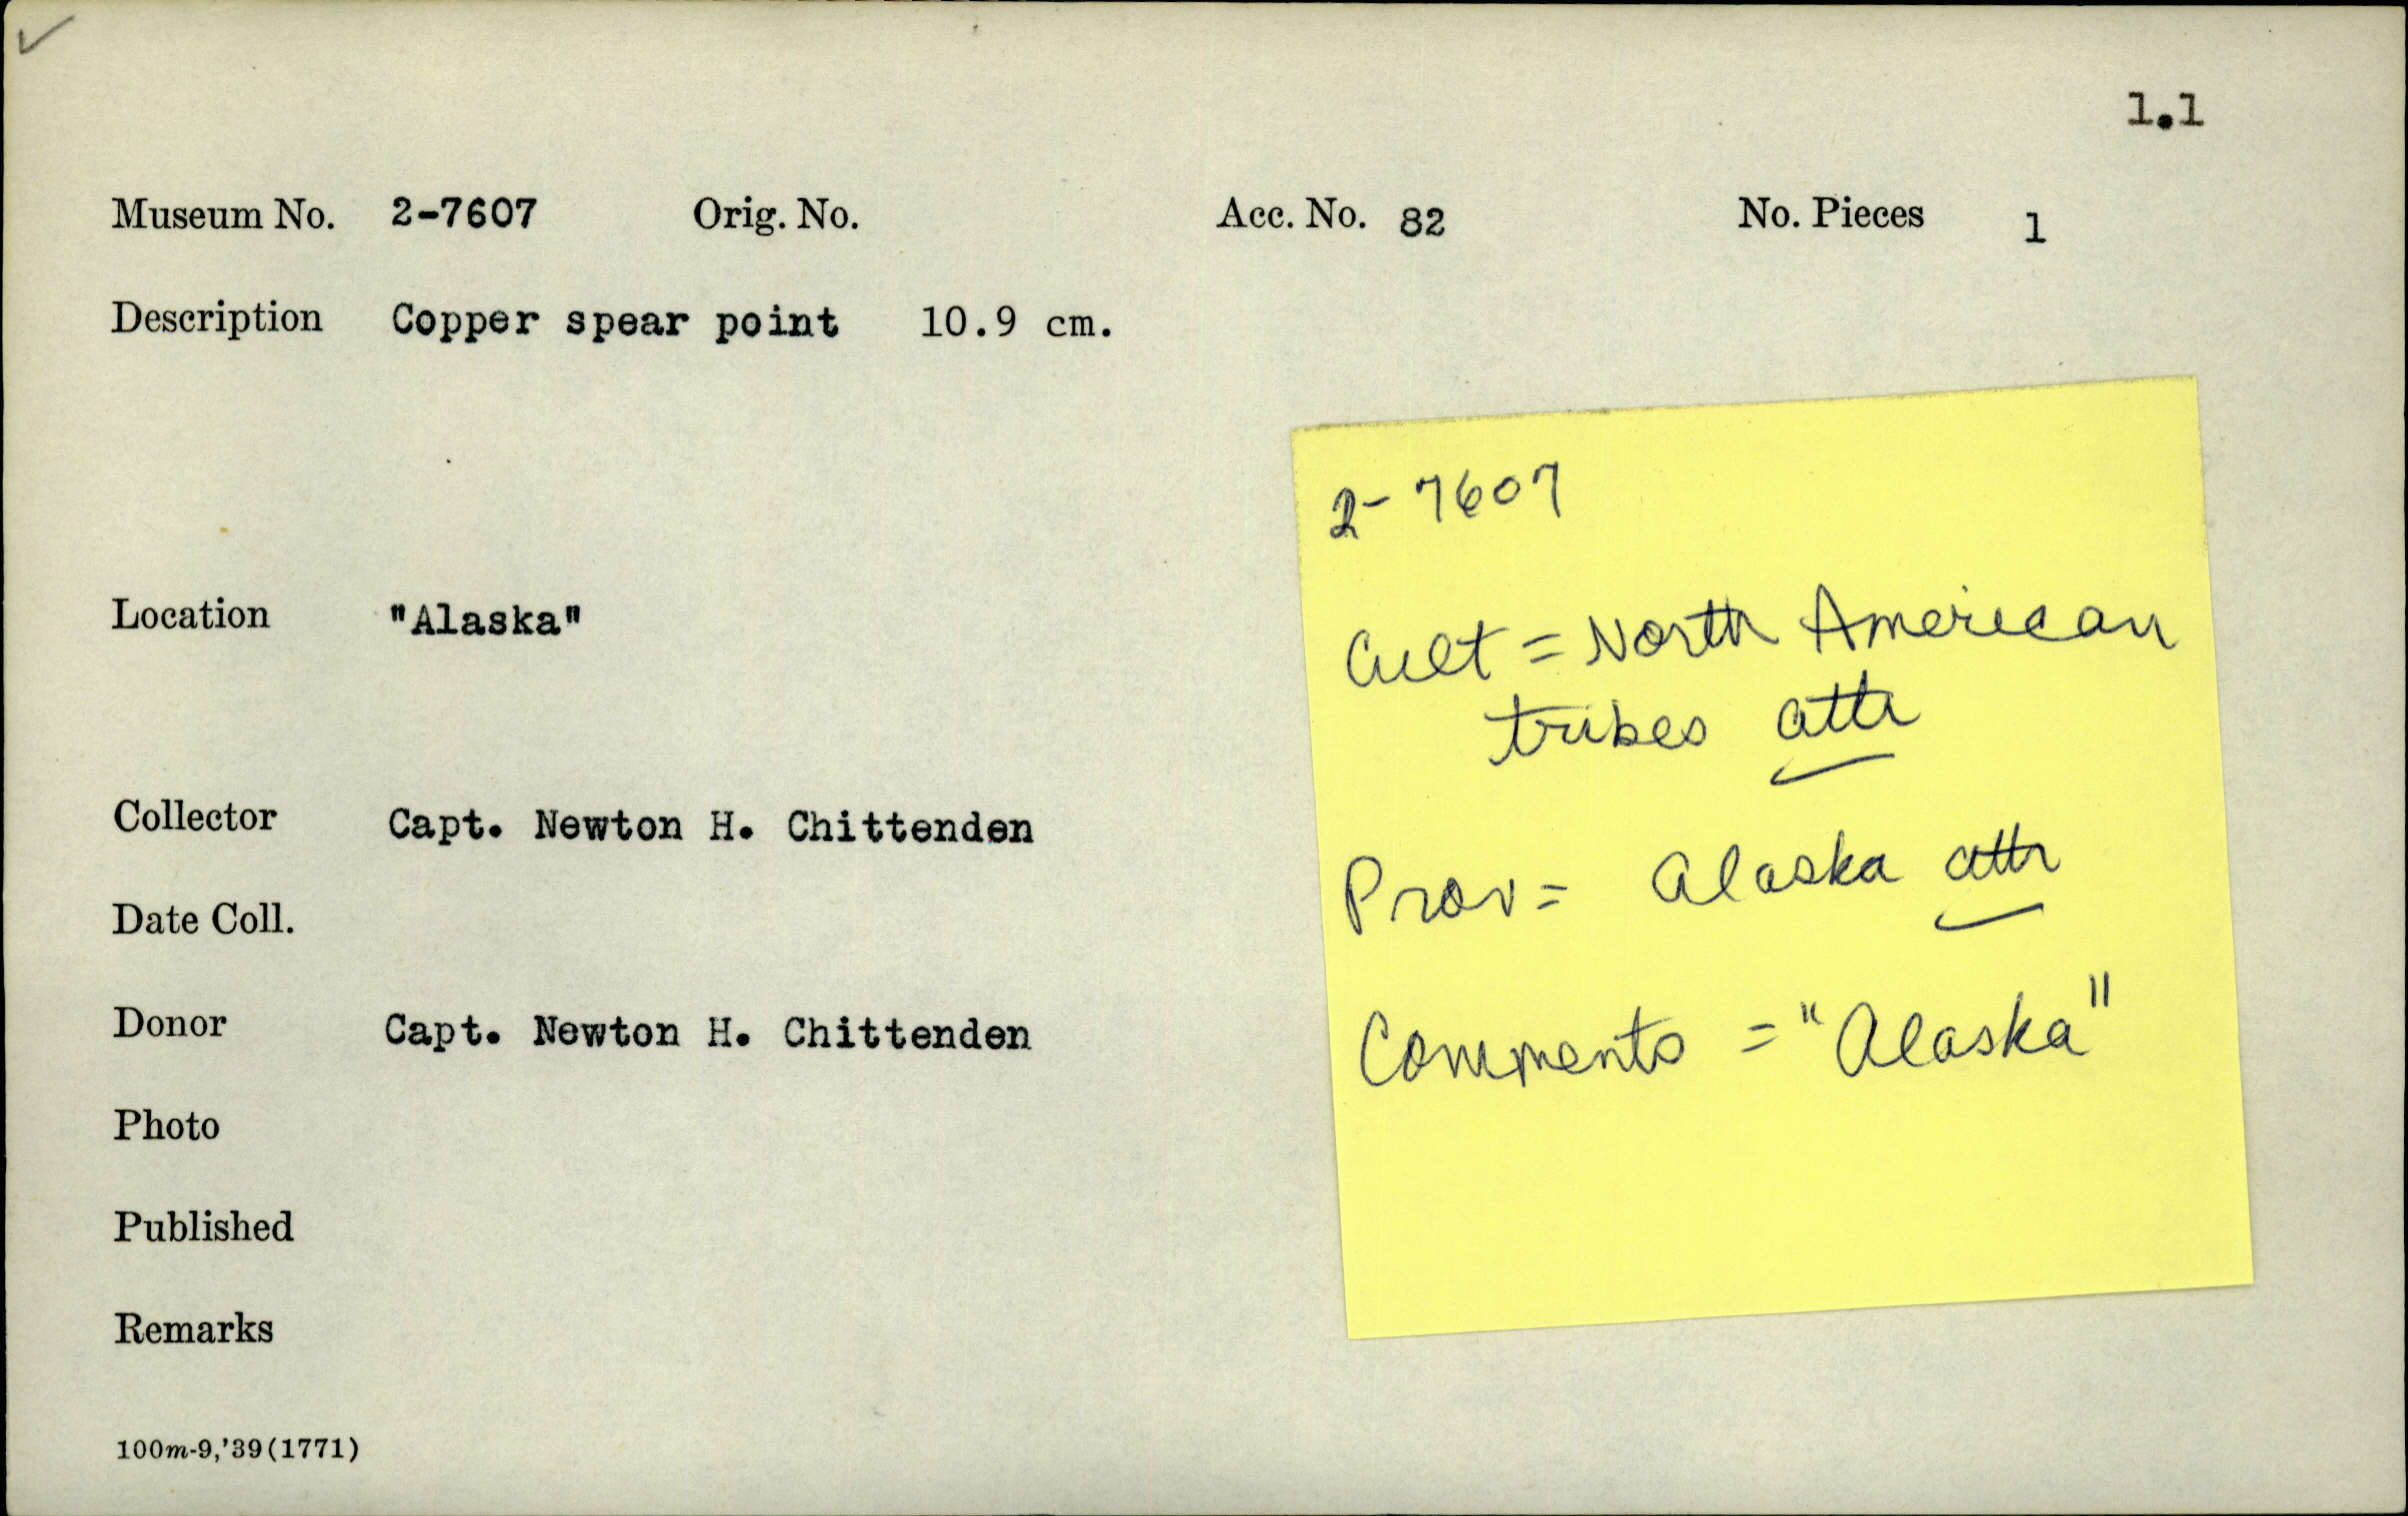 1.1
Museum No. 2-7607 Orig. No. Acc. No. 82 No. Pieces 1
Description Copper spear point 10.9 cm.
Location "Alaska"
Collector Capt. Newton H. Chittenden
Date Coll.
Donor Capt. Newton H. Chittenden
Photo
Published
Remarks
100m-9,'39(1771)
2-7607
Cult = North American
tribes attr
Prov = Alaska attr
Comments = "Alaska"